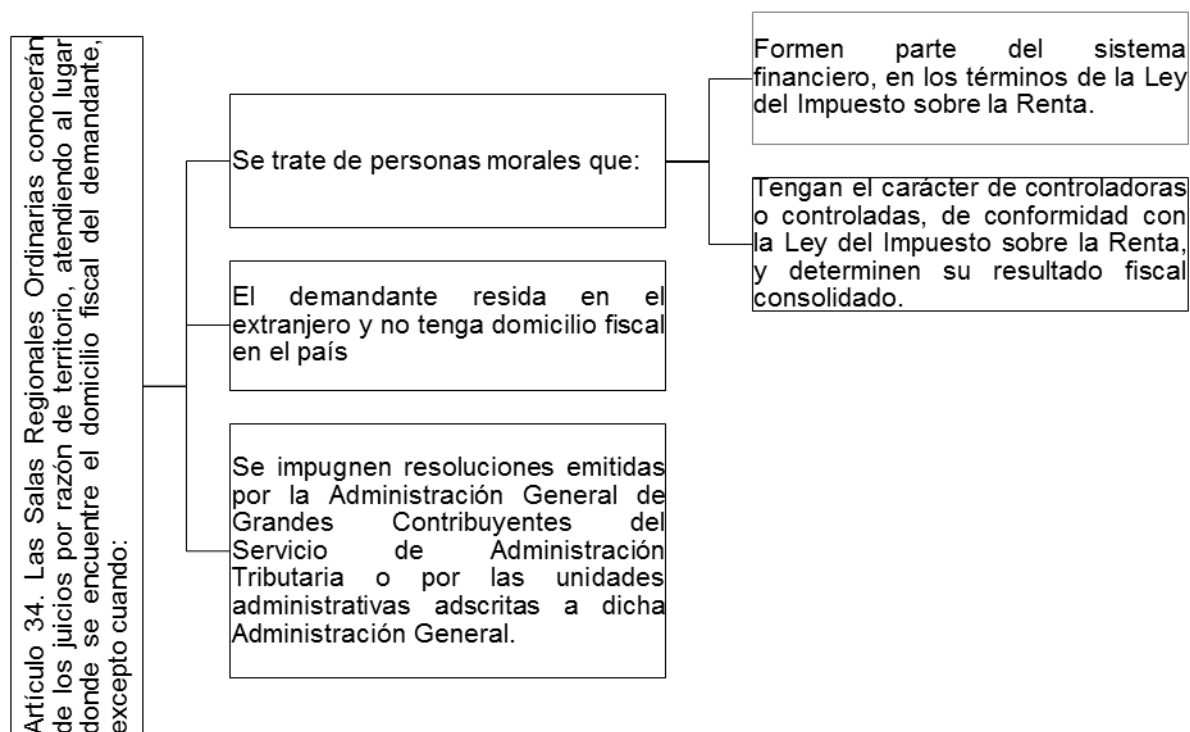 Artículo 34. Las Salas Regionales Ordinarias conocerán
de los juicios por razón de territorio, atendiendo al lugar
donde se encuentre el domicilio fiscal del demandante,
excepto cuando:
Se trate de personas morales que:
Formen parte del sistema
financiero, en los términos de la Ley
del Impuesto sobre la Renta.
Tengan el carácter de controladoras
o controladas, de conformidad con
la Ley del Impuesto sobre la Renta,
y determinen su resultado fiscal
consolidado.
El demandante resida en el
extranjero y no tenga domicilio fiscal
en el país
Se impugnen resoluciones emitidas
por la Administración General de
Grandes Contribuyentes del
Servicio de Administración
Tributaria o por las unidades
administrativas adscritas a dicha
Administración General.